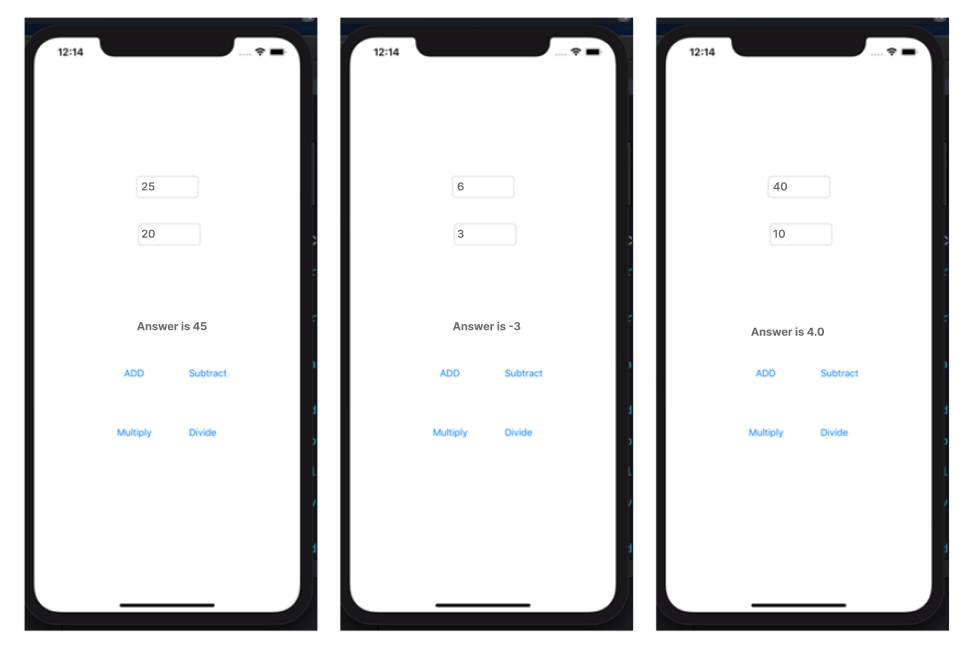 12:14
25
20
Answer is 45
ADD Subtract
Multiply Divide
12:14
6
3
Answer is -3
ADD Subtract
Multiply Divide
12:14
40
10
Answer is 4.0
ADD Subtract
Multiply Divide